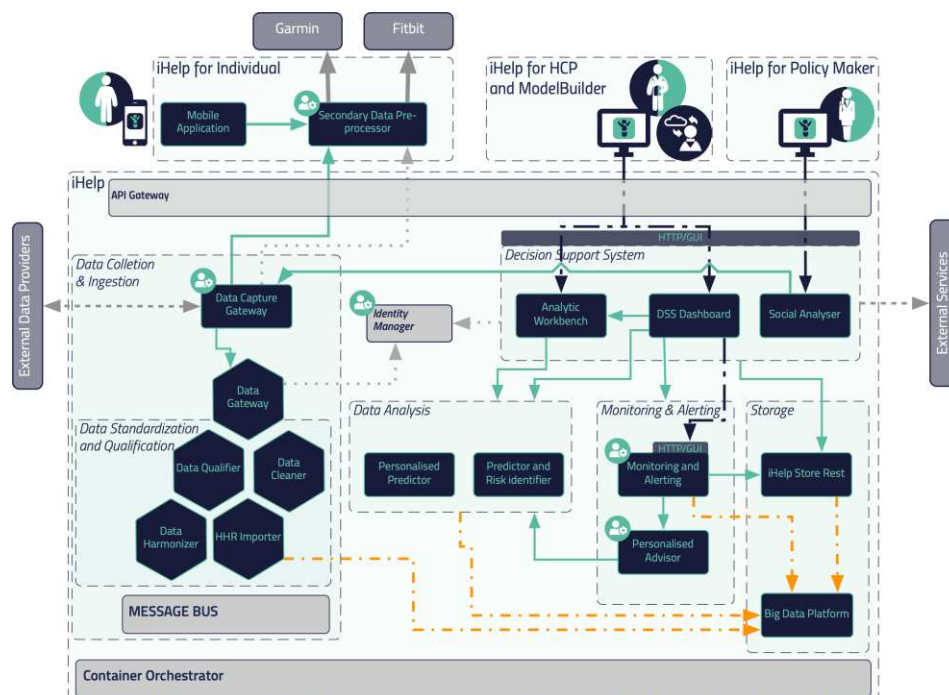 Garmin
Fitbit
iHelp for Individual
Mobile
Application
Secondary Data Pre-
processor
iHelp for HCP
and ModelBuilder
iHelp for Policy Maker
iHelp
API Gateway
External Data Providers
External Services
Data Colletion
& Ingestion
Data Capture
Gateway
Identity
Manager
HTTP/GUI
Decision Support System
Analytic
Workbench
DSS Dashboard
Social Analyser
Data
Gateway
Data Standardization
and Qualification
Data Qualifier
Data
Cleaner
Data
Harmonizer
HHR Importer
MESSAGE BUS
Data Analysis
Personalised
Predictor
Predictor and
Risk identifier
Monitoring & Alerting
HTTP/GUI
Monitoring and
Alerting
Personalised
Advisor
Storage
iHelp Store Rest
Big Data Platform
Container Orchestrator